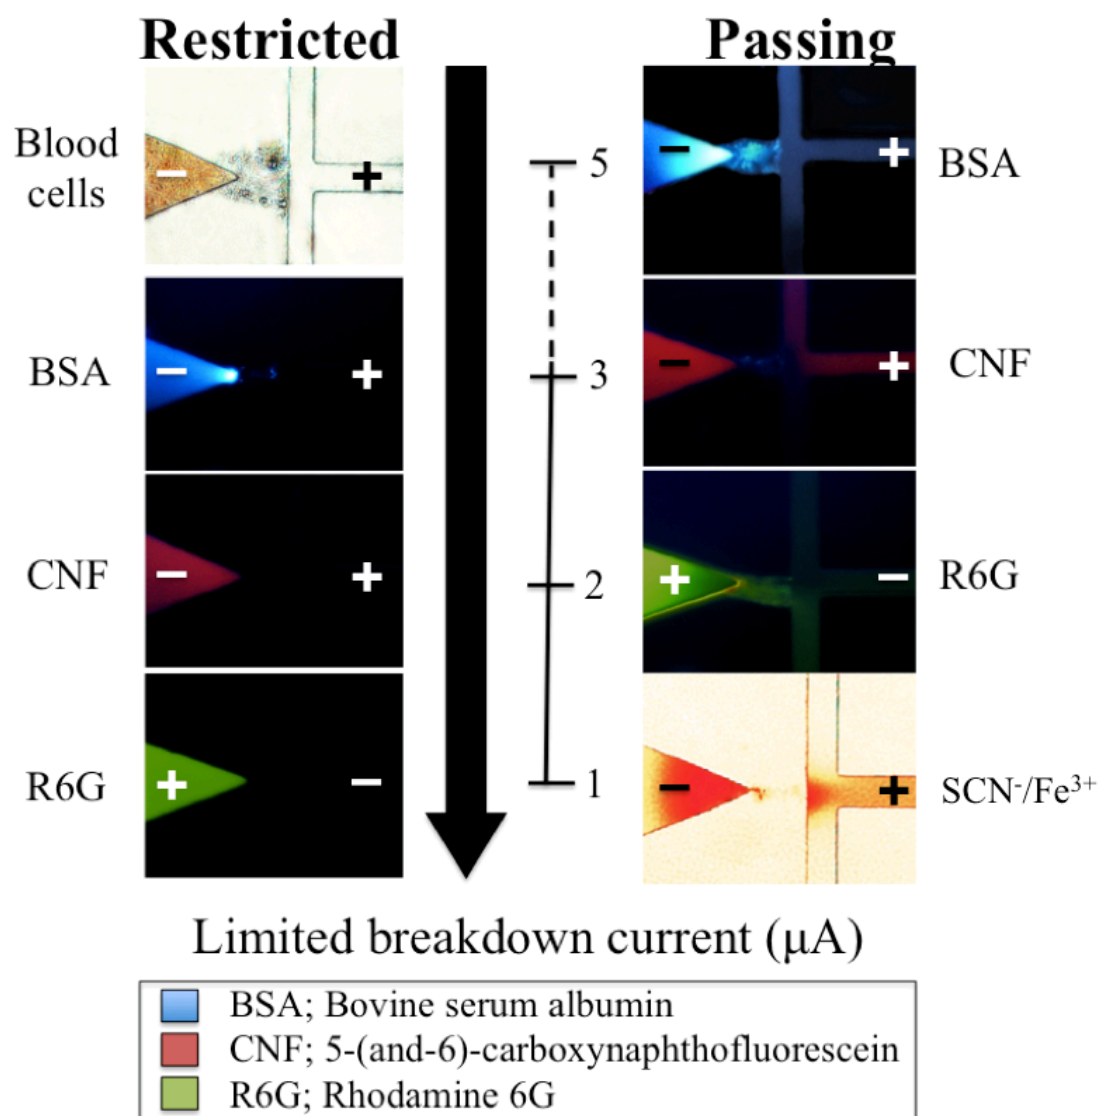 Restricted
Passing
Blood
cells
−
+
5
−
+
BSA
BSA
−
+
3
−
+
CNF
CNF
−
+
2
+
−
R6G
R6G
+
−
1
−
+
SCN⁻/Fe³⁺
Limited breakdown current (μA)
BSA; Bovine serum albumin
CNF; 5-(and-6)-carboxynaphthofluorescein
R6G; Rhodamine 6G